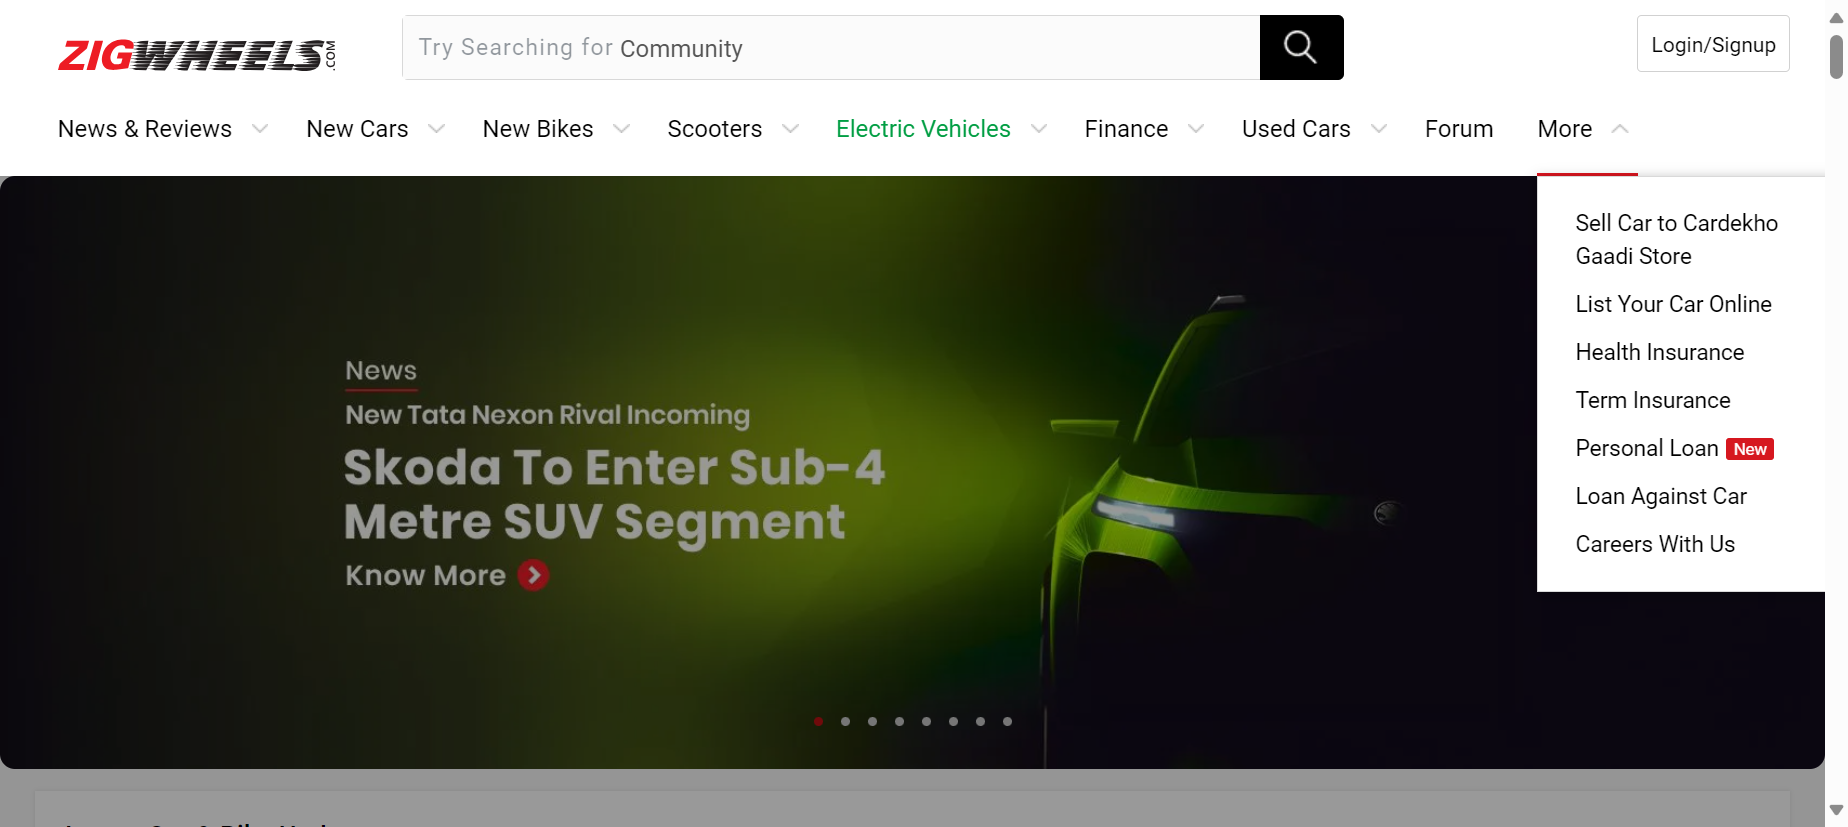 ZIGWHEELS.COM
Try Searching for Community
Login/Signup
News & Reviews
New Cars
New Bikes
Scooters
Electric Vehicles
Finance
Used Cars
Forum
More
Sell Car to Cardekho
Gaadi Store
List Your Car Online
Health Insurance
Term Insurance
Personal Loan New
Loan Against Car
Careers With Us
News
New Tata Nexon Rival Incoming
Skoda To Enter Sub-4
Metre SUV Segment
Know More